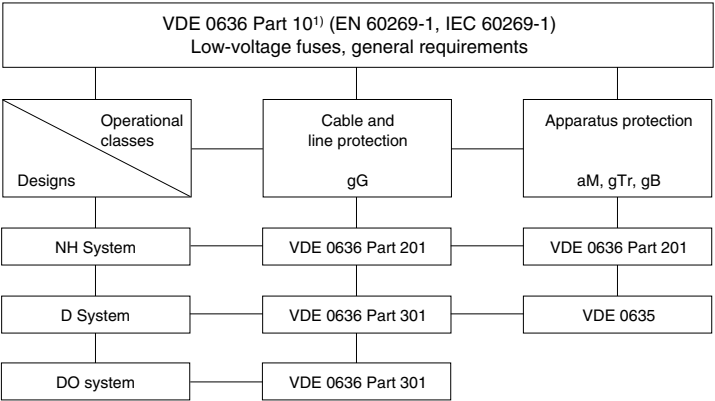 VDE 0636 Part 10¹⁾ (EN 60269-1, IEC 60269-1)
Low-voltage fuses, general requirements
Operational
classes
Designs
Cable and
line protection
gG
Apparatus protection
aM, gTr, gB
NH System
VDE 0636 Part 201
VDE 0636 Part 201
D System
VDE 0636 Part 301
VDE 0635
DO system
VDE 0636 Part 301